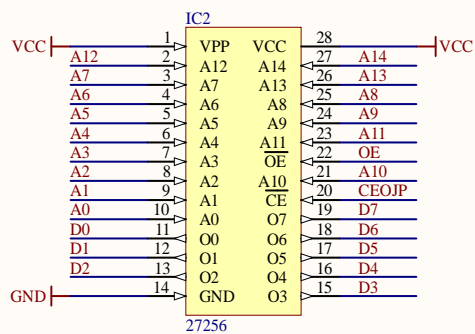 IC2
VCC 1 VPP VCC 28 VCC
A12 2 A12 A14 27 A14
A7 3 A7 A13 26 A13
A6 4 A6 A8 25 A8
A5 5 A5 A9 24 A9
A4 6 A4 A11 23 A11
A3 7 A3 OE 22 OE
A2 8 A2 A10 21 A10
A1 9 A1 CE 20 CEOJP
A0 10 A0 O7 19 D7
D0 11 O0 O6 18 D6
D1 12 O1 O5 17 D5
D2 13 O2 O4 16 D4
GND 14 GND O3 15 D3
27256